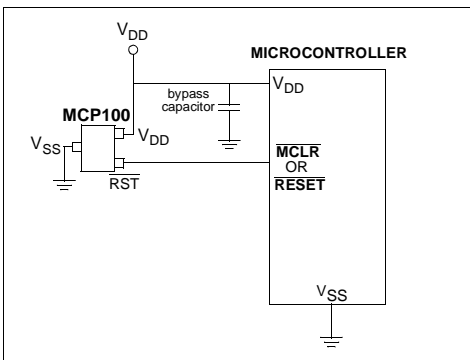 VDD
MICROCONTROLLER
bypass
capacitor
VDD
MCP100
VDD
VSS
RST
MCLR
OR
RESET
VSS